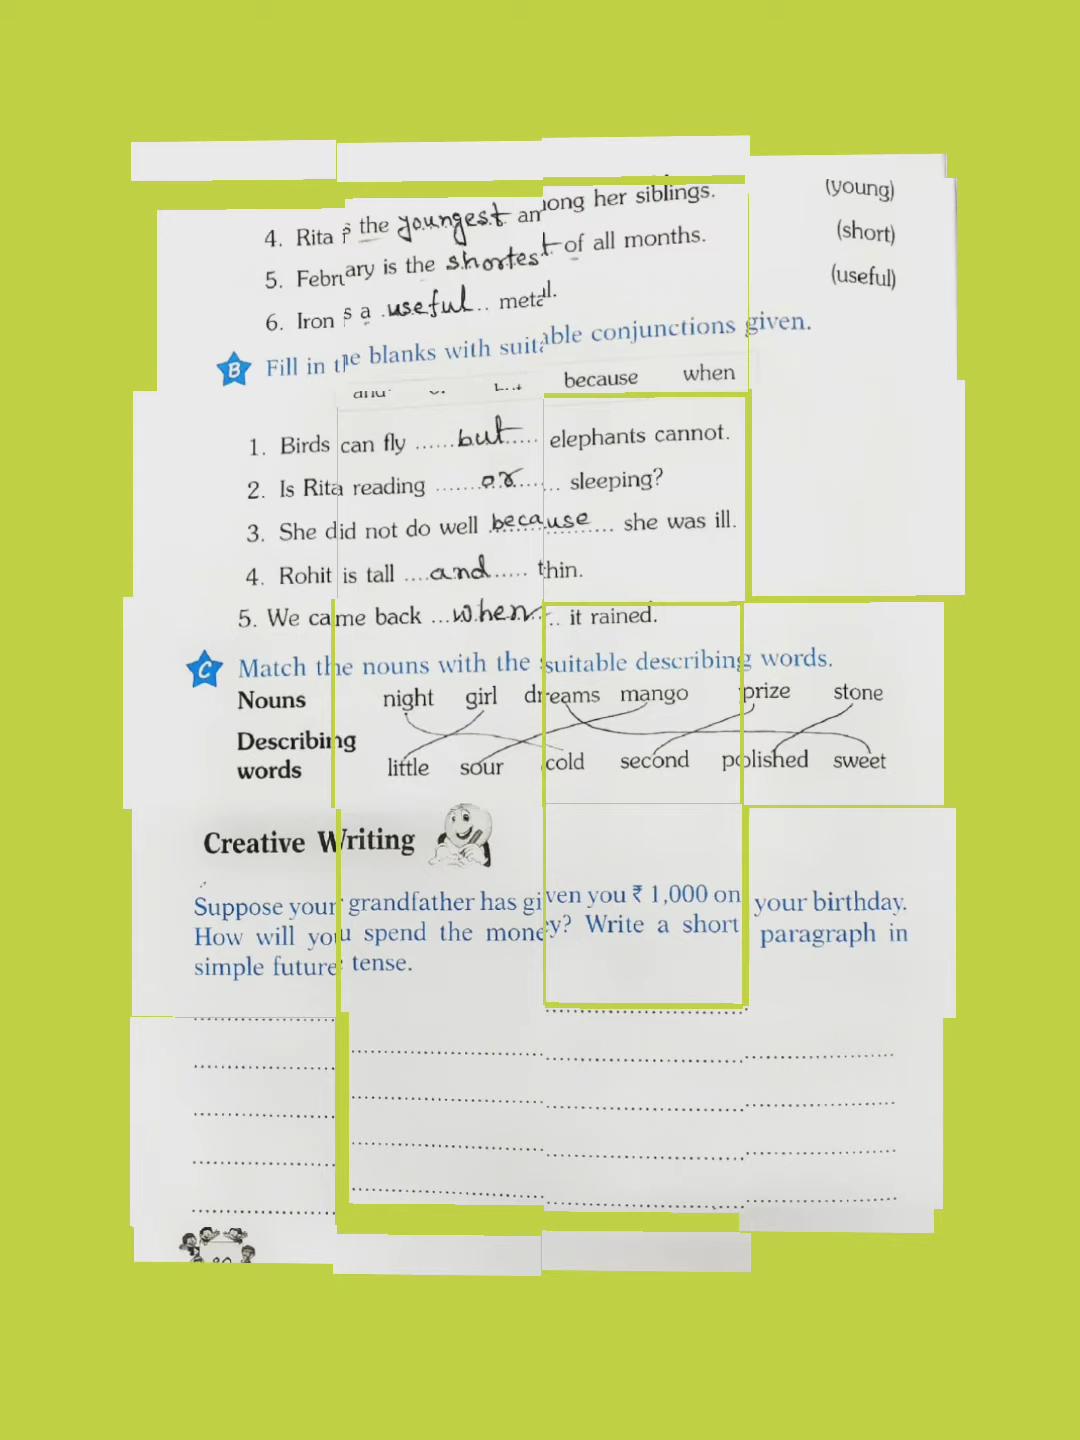 4. Rita is the youngest among her siblings. (young)
5. February is the shortest of all months. (short)
6. Iron is a useful metal. (useful)
B Fill in the blanks with suitable conjunctions given.
and or but because when
1. Birds can fly ......but..... elephants cannot.
2. Is Rita reading .......or....... sleeping?
3. She did not do well because ... she was ill.
4. Rohit is tall ....and..... thin.
5. We came back ...when... it rained.
C Match the nouns with the suitable describing words.
Nouns night girl dreams mango prize stone
Describing
words little sour cold second polished sweet
Creative Writing
Suppose your grandfather has given you ₹ 1,000 on your birthday.
How will you spend the money? Write a short paragraph in
simple future tense.